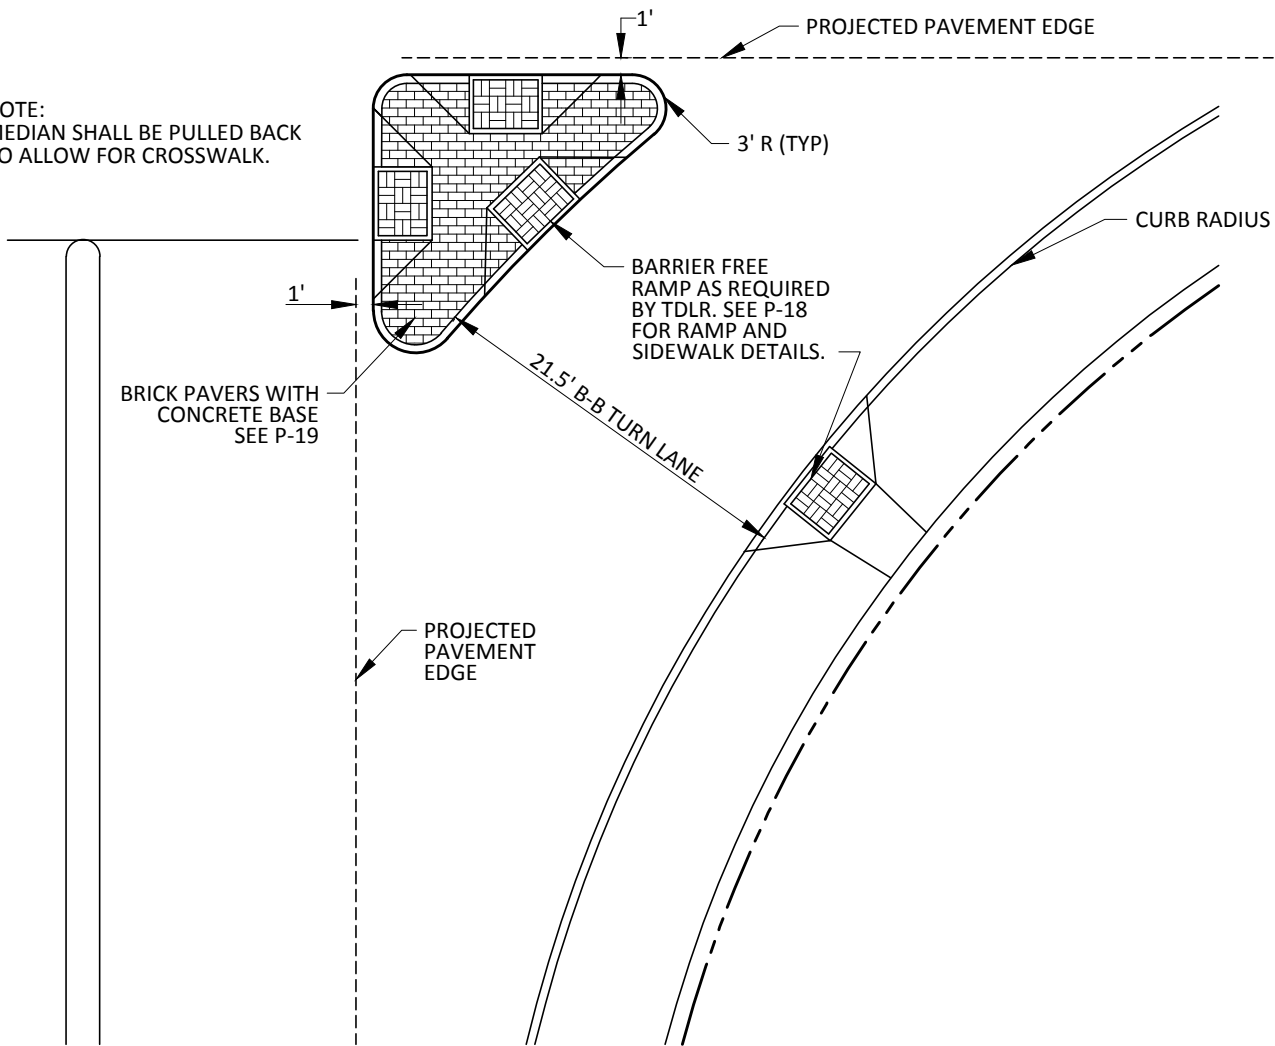 1'
PROJECTED PAVEMENT EDGE
OTE:
MEDIAN SHALL BE PULLED BACK
O ALLOW FOR CROSSWALK.
3' R (TYP)
CURB RADIUS
BARRIER FREE
RAMP AS REQUIRED
BY TDLR. SEE P-18
FOR RAMP AND
SIDEWALK DETAILS.
1'
21.5' B-B TURN LANE
BRICK PAVERS WITH
CONCRETE BASE
SEE P-19
PROJECTED
PAVEMENT
EDGE